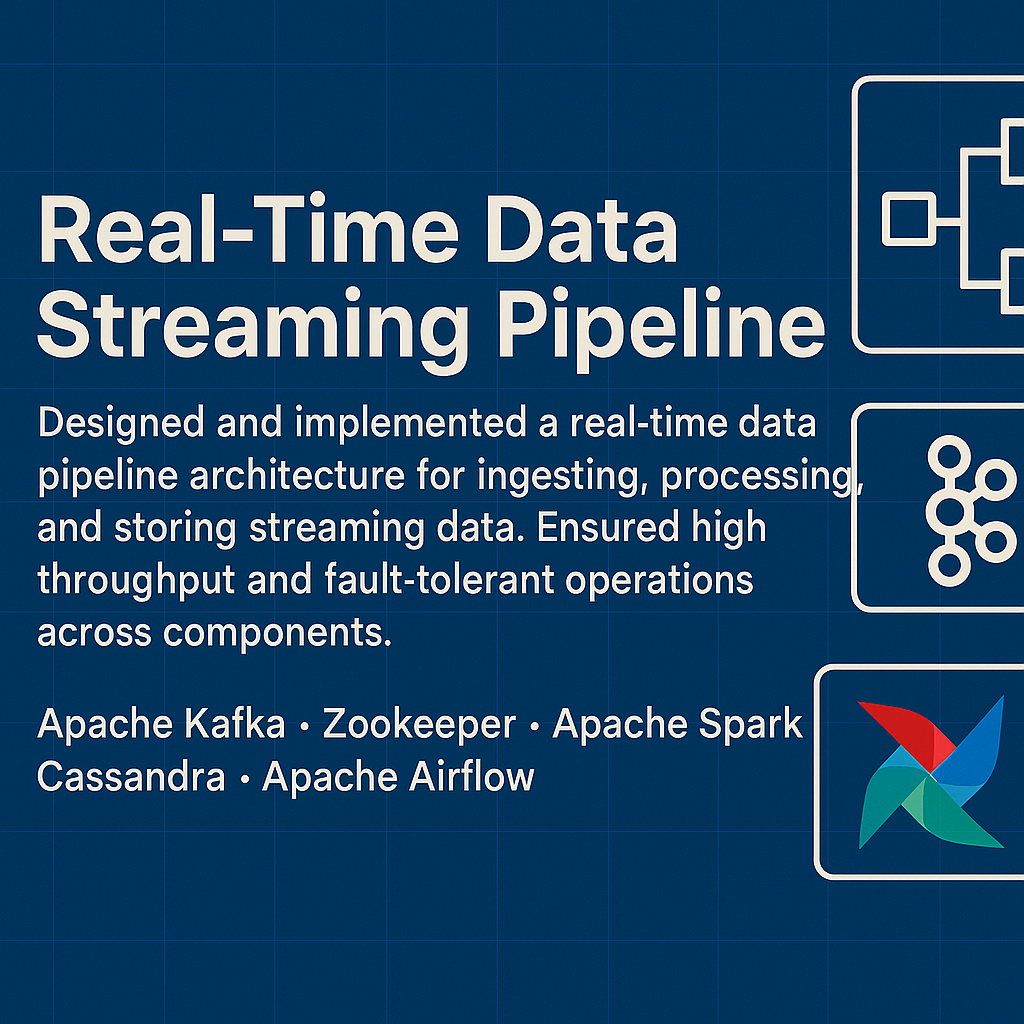 Real-Time Data
Streaming Pipeline
Designed and implemented a real-time data
pipeline architecture for ingesting, processing,
and storing streaming data. Ensured high
throughput and fault-tolerant operations
across components.
Apache Kafka • Zookeeper • Apache Spark
Cassandra • Apache Airflow